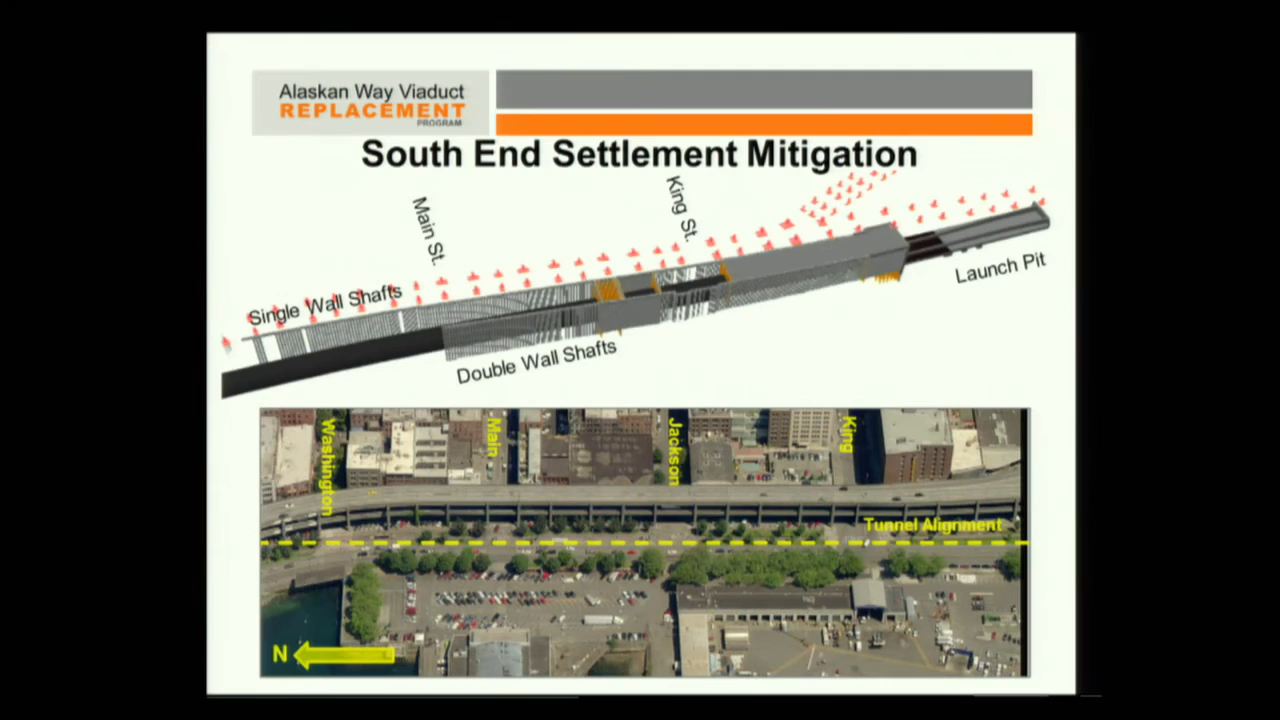 Alaskan Way Viaduct
REPLACEMENT
PROGRAM
South End Settlement Mitigation
Main St.
King St.
Single Wall Shafts
Launch Pit
Double Wall Shafts
Washington
Main
Jackson
King
Tunnel Alignment
N